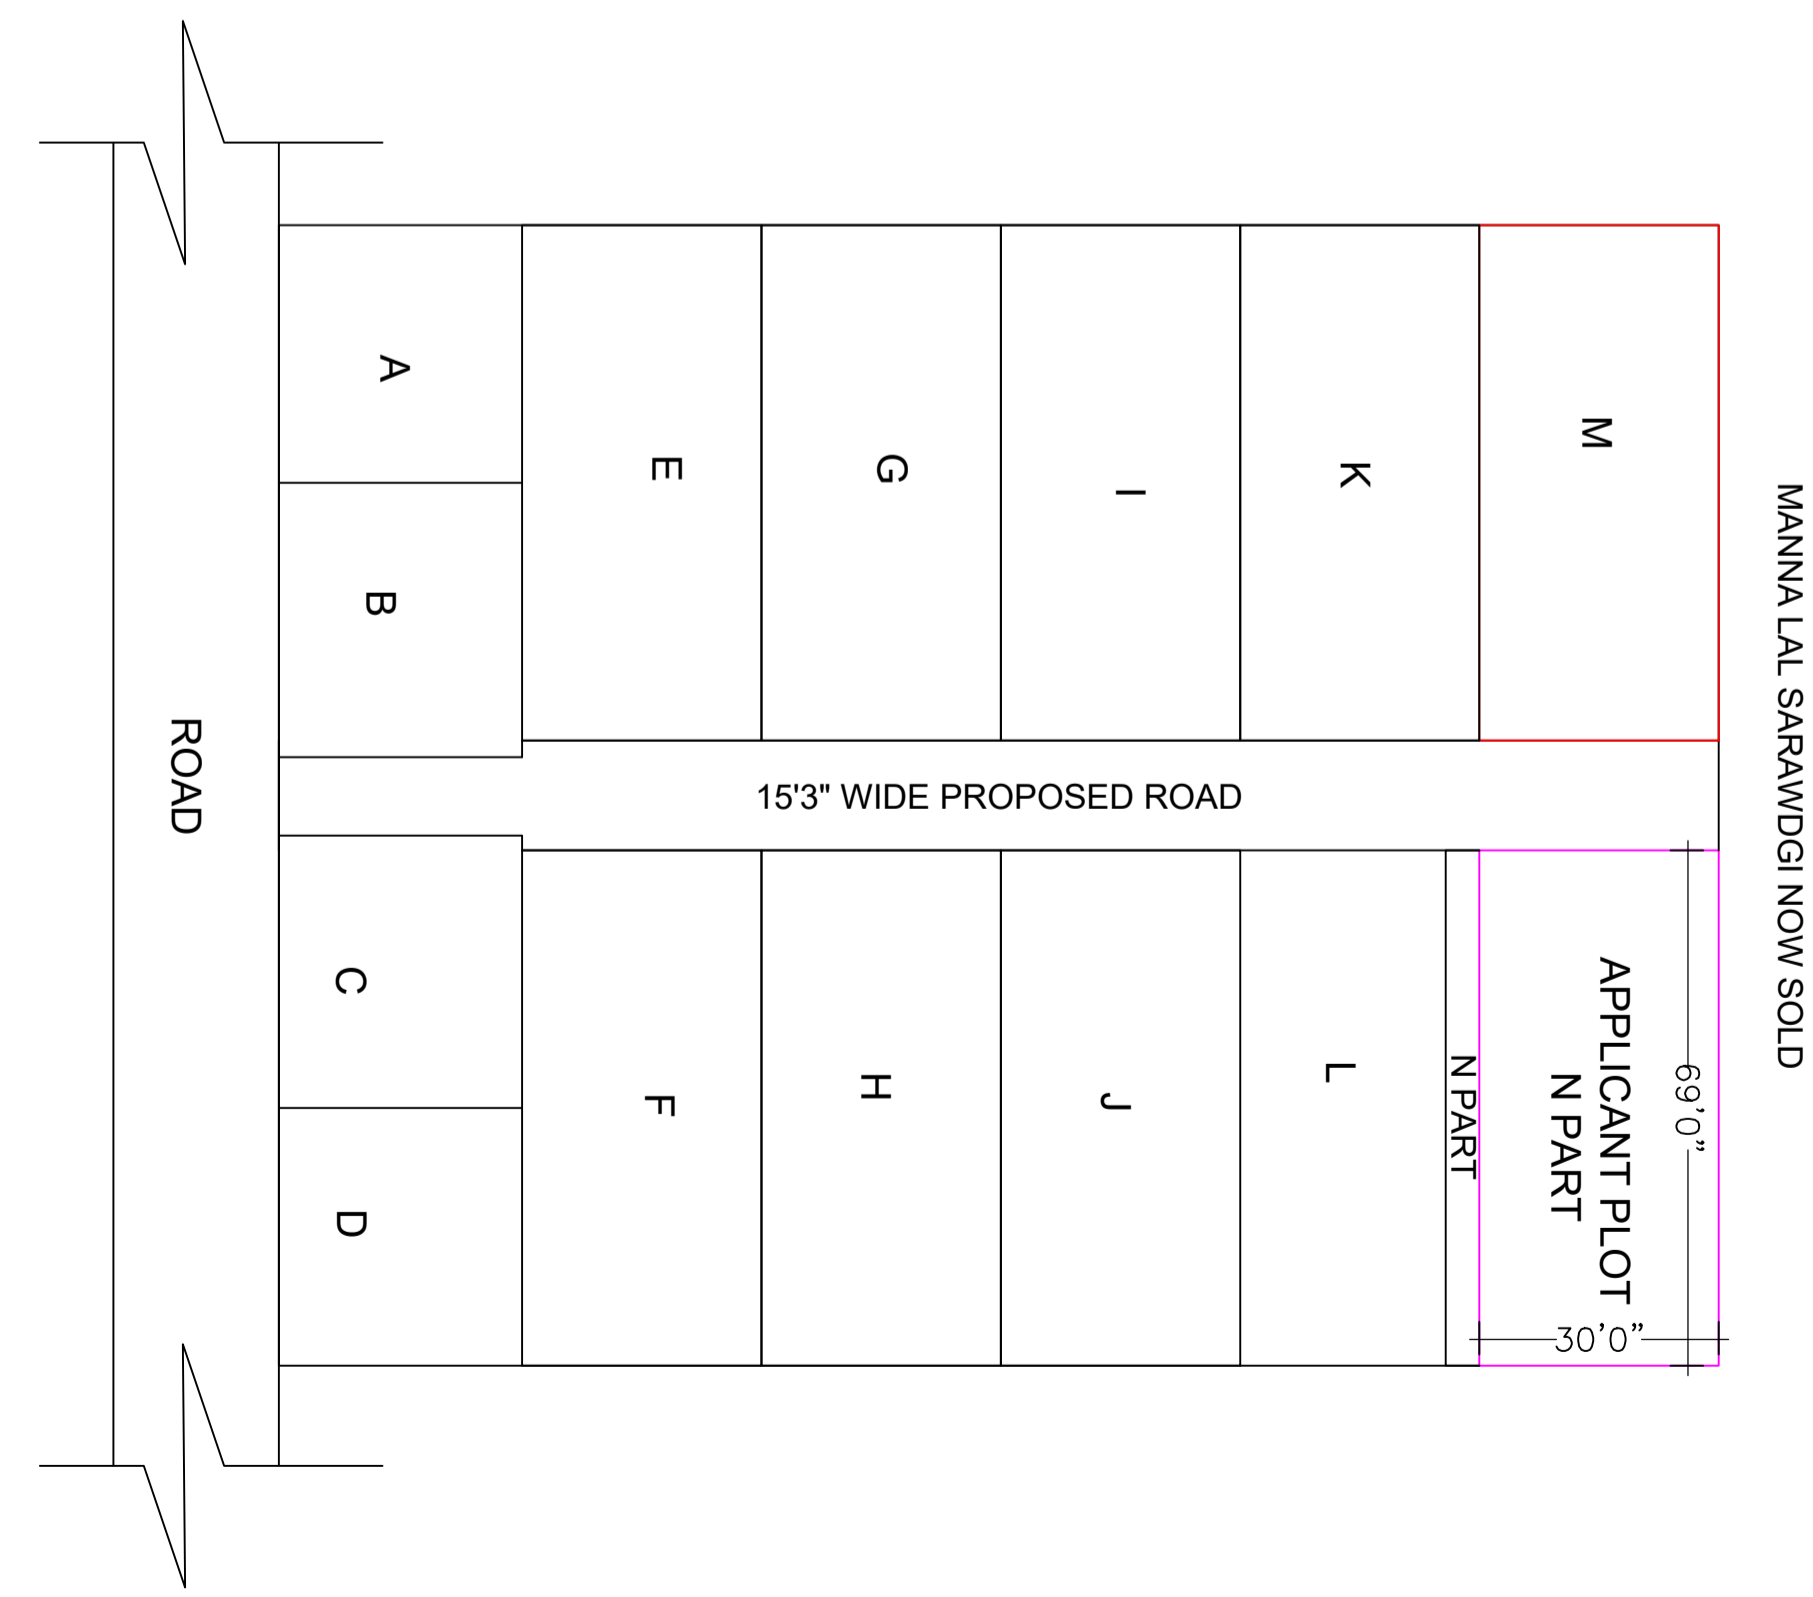 ROAD
A
B
C
D
E
F
G
H
I
J
K
L
M
N PART
15'3" WIDE PROPOSED ROAD
APPLICANT PLOT
N PART
69'0"
30'0"
MANNA LAL SARAWDGI NOW SOLD